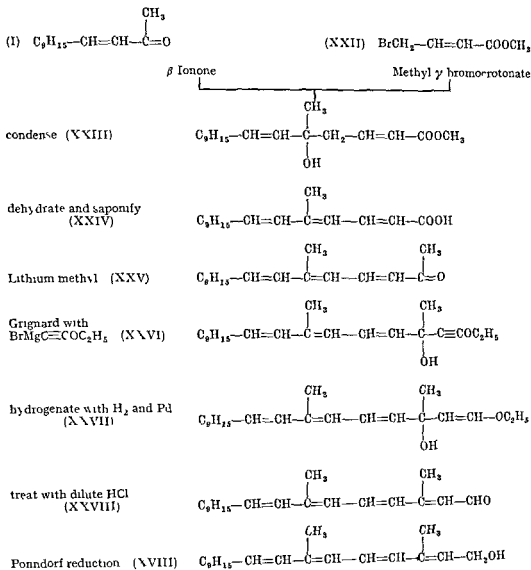 CH₃
(I) C₉H₁₅—CH=CH—C=O
(XXII) BrCH₂—CH=CH—COOCH₃
β Ionone
Methyl γ bromocrotonate
CH₃
condense (XXIII) C₉H₁₅—CH=CH—C—CH₂—CH=CH—COOCH₃
OH
dehydrate and saponify
(XXIV)
CH₃
C₉H₁₅—CH=CH—C=CH—CH=CH—COOH
CH₃ CH₃
Lithium methyl (XXV) C₉H₁₅—CH=CH—C=CH—CH=CH—C=O
Grignard with
BrMgC≡COC₂H₅ (XXVI)
CH₃ CH₃
C₉H₁₅—CH=CH—C=CH—CH=CH—C—C≡COC₂H₅
OH
hydrogenate with H₂ and Pd
(XXVII)
CH₃ CH₃
C₉H₁₅—CH=CH—C=CH—CH=CH—C—CH=CH—OC₂H₅
OH
treat with dilute HCl
(XXVIII)
CH₃ CH₃
C₉H₁₅—CH=CH—C=CH—CH=CH—C=CH—CHO
CH₃ CH₃
Ponndorf reduction (XVIII) C₉H₁₅—CH=CH—C=CH—CH=CH—C=CH—CH₂OH